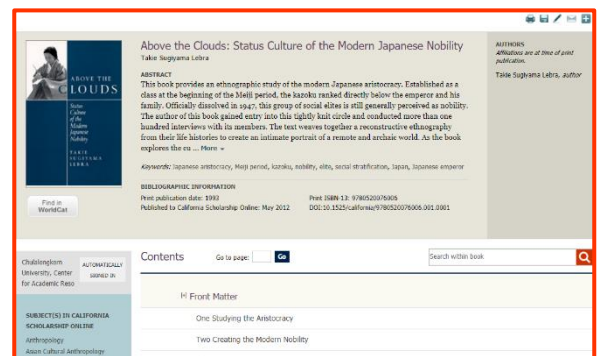 ABOVE THE
CLOUDS
Status
Culture
of the
Modern
Japanese
Nobility
TAKIE
SUGIYAMA
LEBRA
Find in
WorldCat
Above the Clouds: Status Culture of the Modern Japanese Nobility
Takie Sugiyama Lebra
ABSTRACT
This book provides an ethnographic study of the modern Japanese aristocracy. Established as a
class at the beginning of the Meiji period, the kazoku ranked directly below the emperor and his
family. Officially dissolved in 1947, this group of social elites is still generally perceived as nobility.
The author of this book gained entry into this tightly knit circle and conducted more than one
hundred interviews with its members. The text weaves together a reconstructive ethnography
from their life histories to create an intimate portrait of a remote and archaic world. As the book
explores the cu ... More
Keywords: Japanese aristocracy, Meiji period, kazoku, nobility, elite, social stratification, Japan, Japanese emperor
BIBLIOGRAPHIC INFORMATION
Print publication date: 1993 Print ISBN-13: 9780520076006
Published to California Scholarship Online: May 2012 DOI:10.1525/california/9780520076006.001.0001
AUTHORS
Affiliations are at time of print
publication.
Takie Sugiyama Lebra, author
Chulalongkorn
University, Center
for Academic Reso
AUTOMATICALLY
SIGNED IN
SUBJECT(S) IN CALIFORNIA
SCHOLARSHIP ONLINE
Anthropology
Asian Cultural Anthropology
Contents Go to page: Go Search within book
Front Matter
One Studying the Aristocracy
Two Creating the Modern Nobility